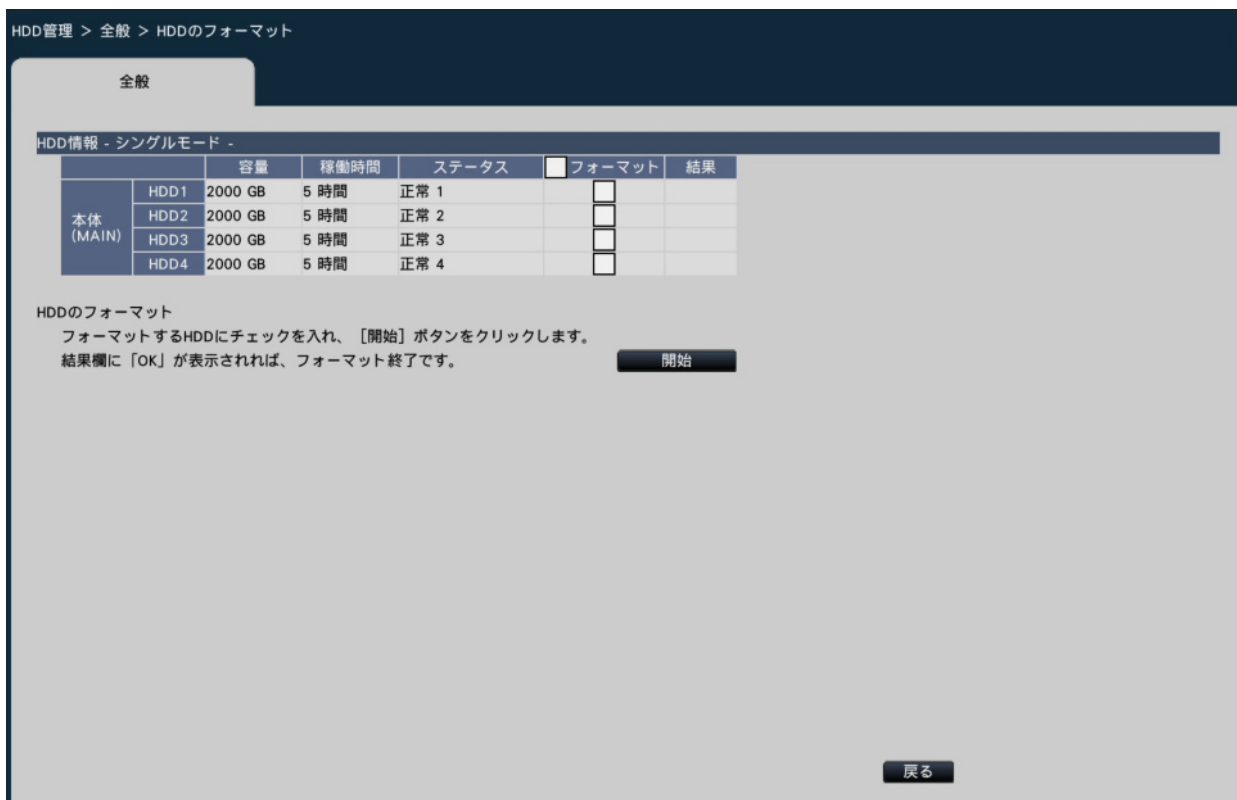 HDD管理 > 全般 > HDDのフォーマット
全般
HDD情報 - シングルモード -
容量 稼働時間 ステータス フォーマット 結果
本体
(MAIN)
HDD1 2000 GB 5 時間 正常 1
HDD2 2000 GB 5 時間 正常 2
HDD3 2000 GB 5 時間 正常 3
HDD4 2000 GB 5 時間 正常 4
HDDのフォーマット
フォーマットするHDDにチェックを入れ、［開始］ボタンをクリックします。
結果欄に「OK」が表示されれば、フォーマット終了です。 開始
戻る